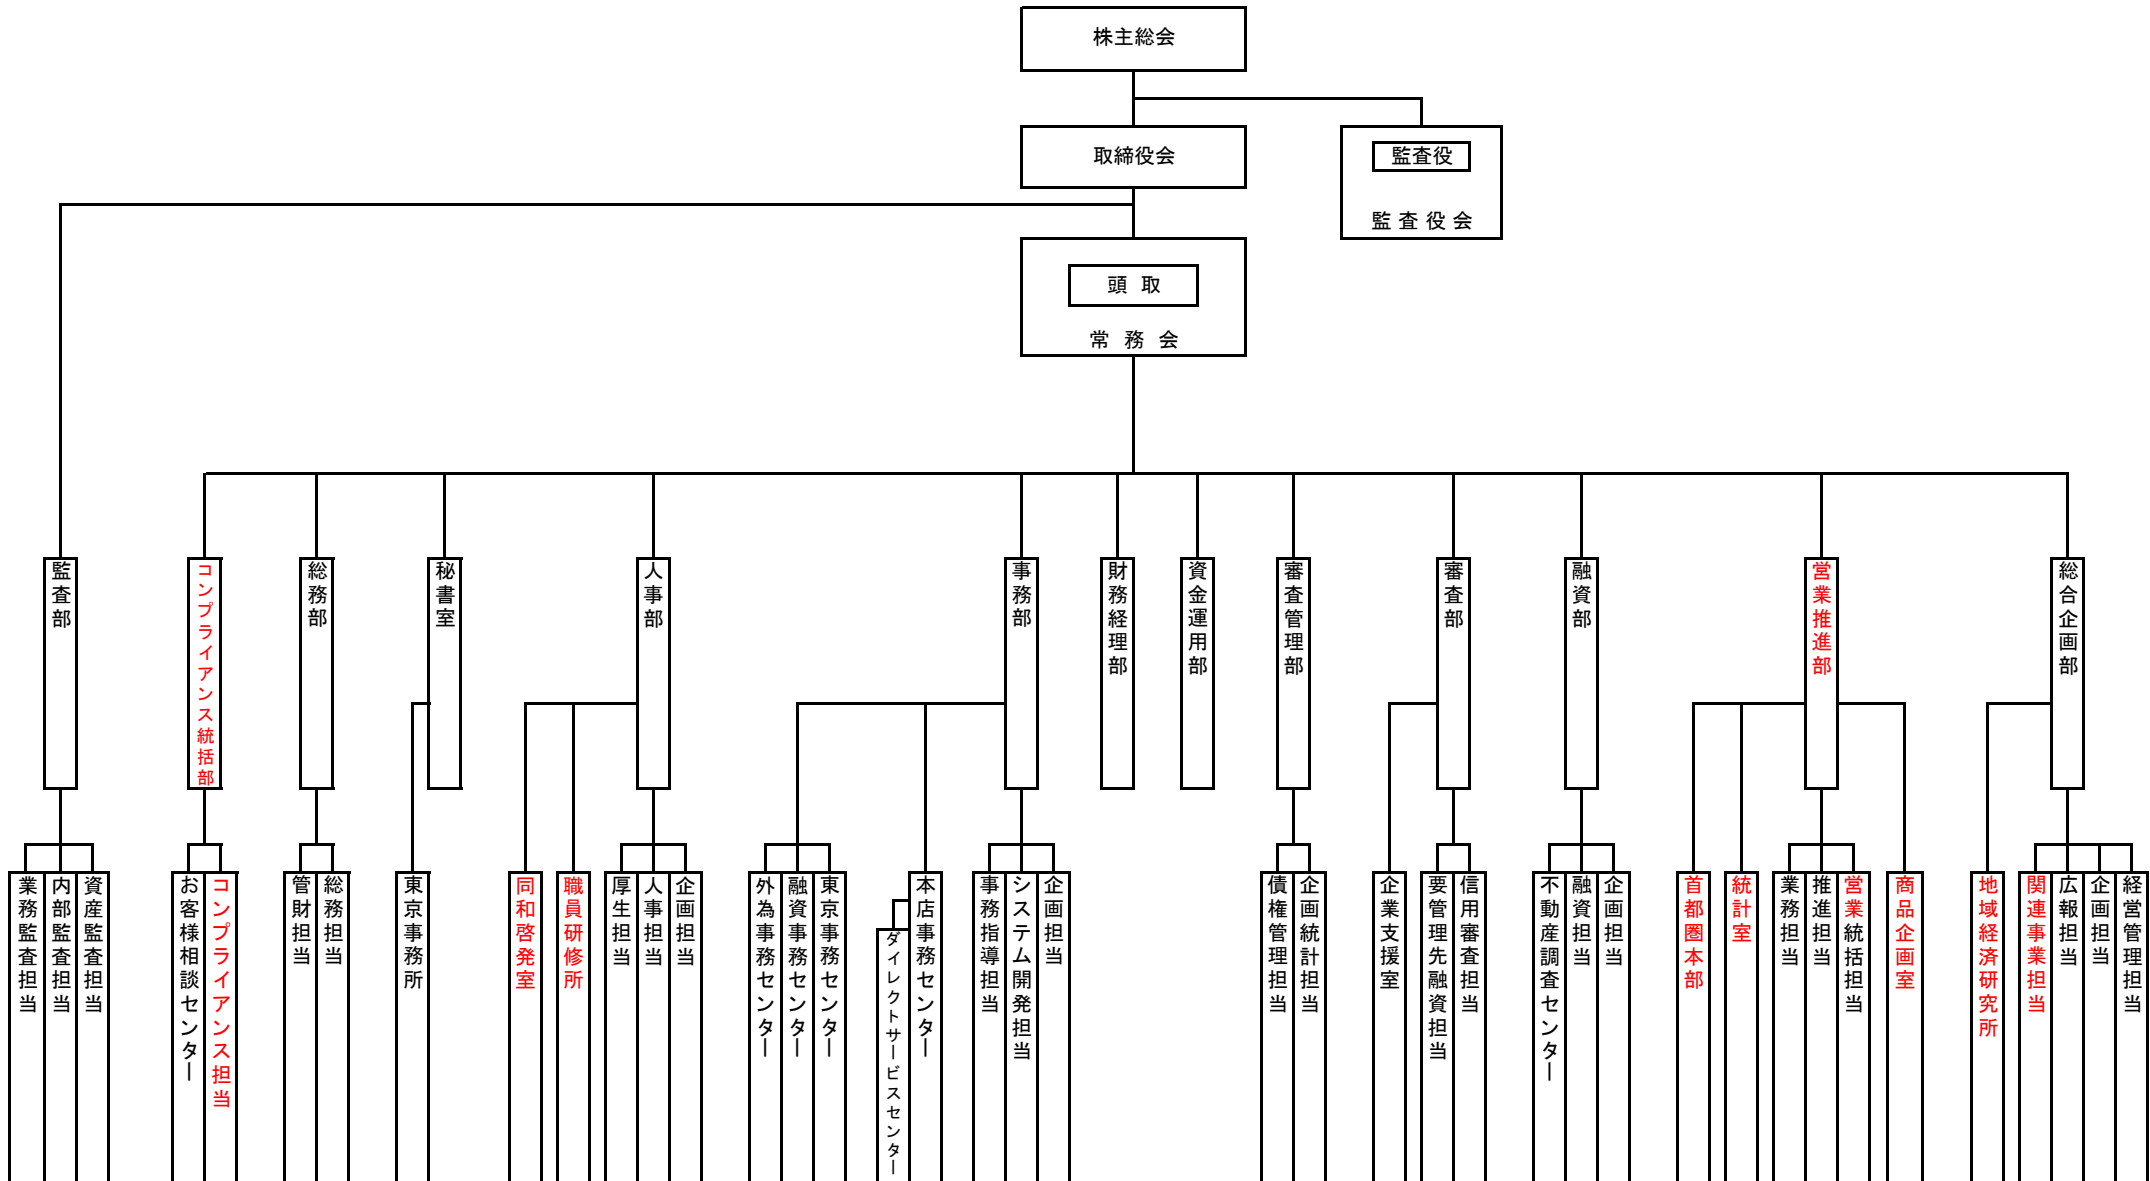 株主総会
取締役会
監査役
監査役会
頭取
常務会
監査部
コンプライアンス統括部
総務部
秘書室
人事部
事務部
財務経理部
資金運用部
審査管理部
審査部
融資部
営業推進部
総合企画部
業務監査担当
内部監査担当
資産監査担当
お客様相談センター
コンプライアンス担当
管財担当
総務担当
東京事務所
同和啓発室
職員研修所
厚生担当
人事担当
企画担当
外為事務センター
融資事務センター
東京事務センター
ダイレクトサービスセンター
本店事務センター
事務指導担当
システム開発担当
企画担当
債権管理担当
企画統計担当
企業支援室
要管理先融資担当
信用審査担当
不動産調査センター
融資担当
企画担当
首都圏本部
統計室
業務担当
推進担当
営業統括担当
商品企画室
地域経済研究所
関連事業担当
広報担当
企画担当
経営管理担当